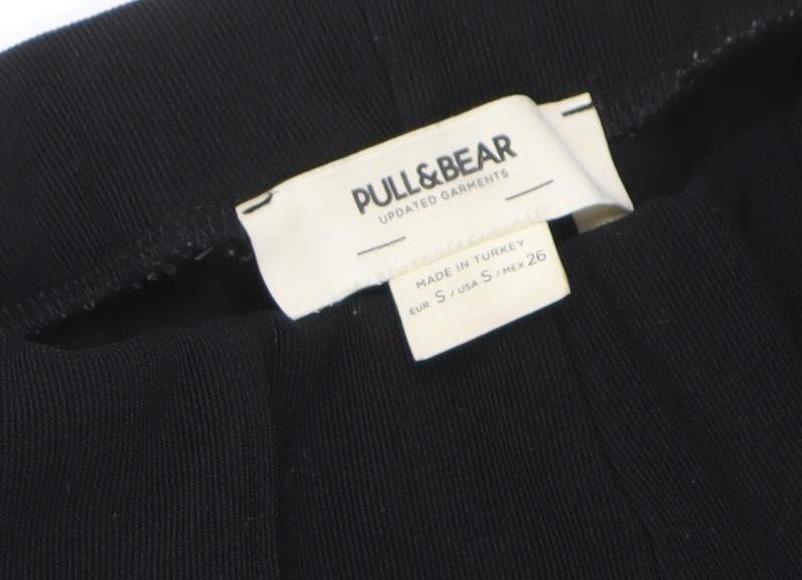 PULL&BEAR
UPDATED GARMENTS
MADE IN TURKEY
EUR S / USA S / MEX 26